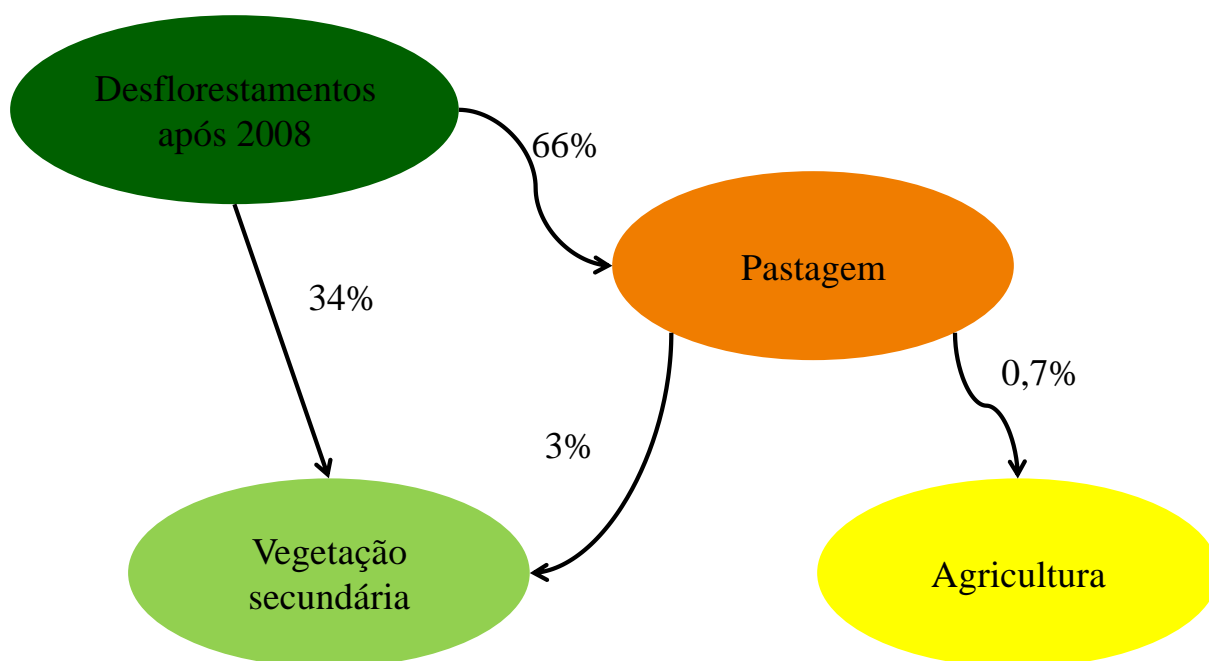 Desflorestamentos
após 2008
66%
Pastagem
34%
0,7%
3%
Vegetação
secundária
Agricultura